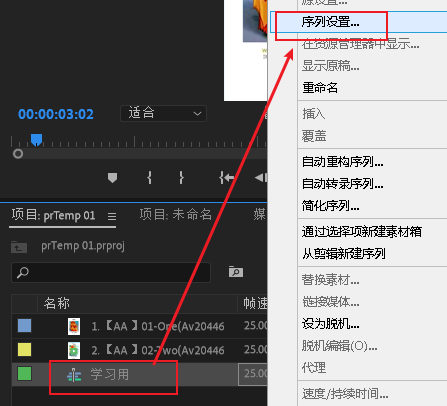 源设置...
序列设置...
在资源管理器中显示...
显示原稿...
重命名
00:00:03:02
适合
插入
覆盖
自动重构序列...
自动转录序列...
简化序列...
项目: prTemp 01
项目: 未命名
媒
通过选择项新建素材箱
prTemp 01.prproj
从剪辑新建序列
替换素材...
链接媒体...
名称
帧速
设为脱机...
1.【AA】01-One(Av20446
25.00
脱机编辑(O)...
2.【AA】02-Two(Av20446
25.00
代理
学习用
25.00
速度/持续时间...